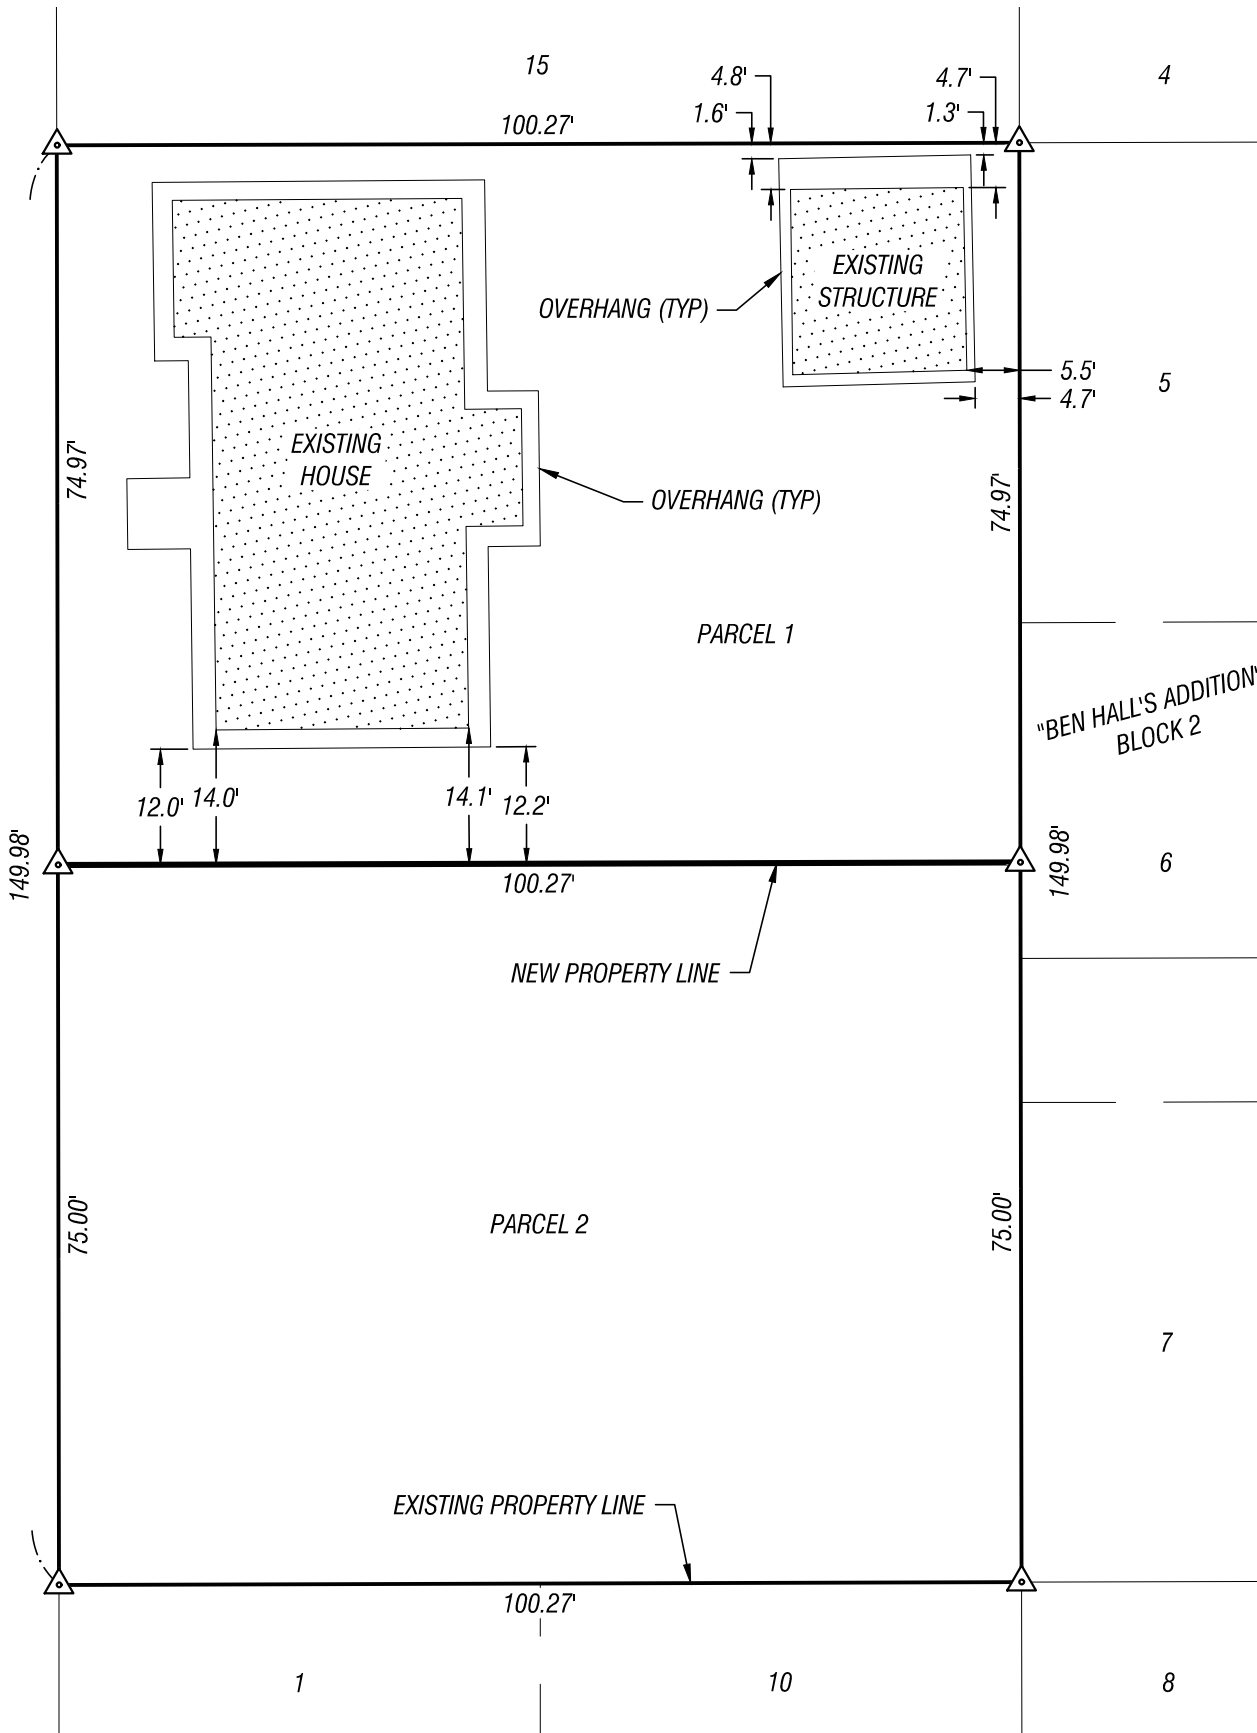 15
4.8'
4.7'
4
1.6'
1.3'
100.27'
EXISTING
STRUCTURE
OVERHANG (TYP)
5.5'
4.7'
5
EXISTING
HOUSE
74.97'
74.97'
OVERHANG (TYP)
PARCEL 1
"BEN HALL'S ADDITION"
BLOCK 2
12.0'
14.0'
14.1'
12.2'
149.98'
149.98'
6
100.27'
NEW PROPERTY LINE
75.00'
75.00'
PARCEL 2
7
EXISTING PROPERTY LINE
100.27'
1
10
8